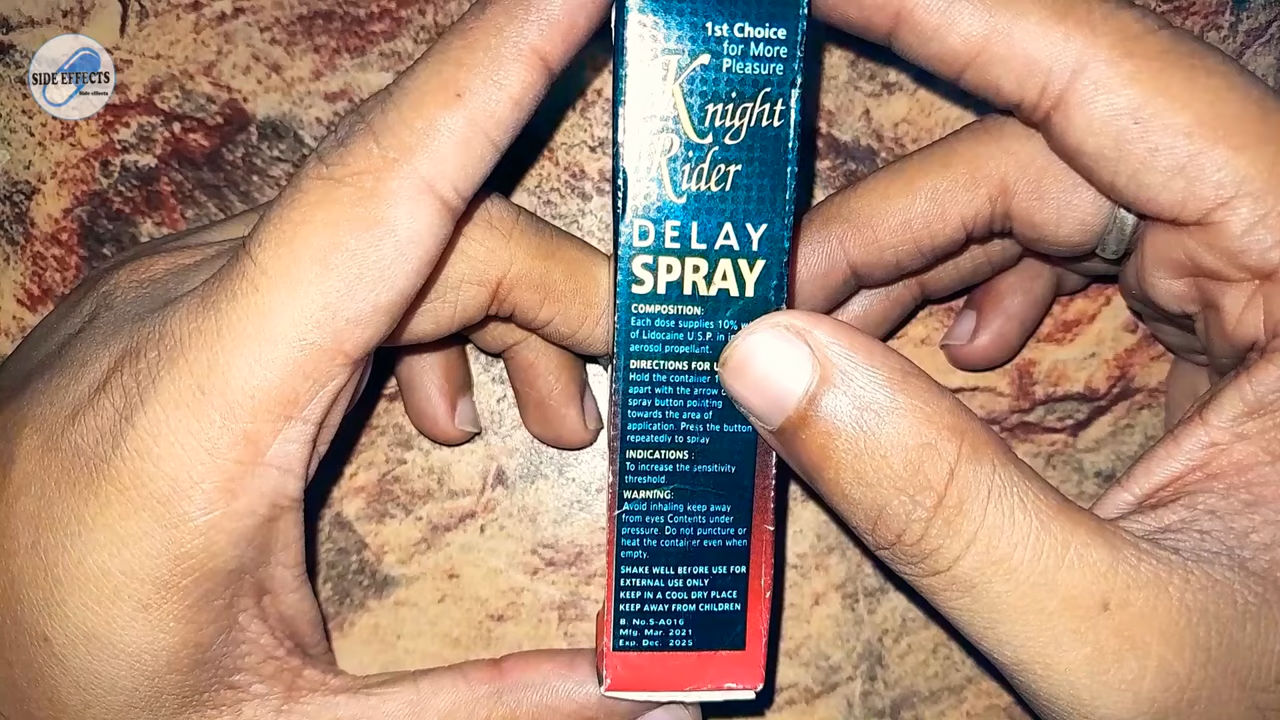 SIDE EFFECTS
Hide effects
1st Choice
for More
Pleasure
Knight
Rider
DELAY
SPRAY
COMPOSITION:
Each dose supplies 10%
of Lidocaine U.S.P. in
aerosol propellant.
DIRECTIONS FOR
Hold the container
apart with the arrow
spray button pointing
towards the area of
application. Press the button
repeatedly to spray
INDICATIONS :
To increase the sensitivity
threshold.
WARNING:
Avoid inhaling keep away
from eyes Contents under
pressure. Do not puncture or
heat the container even when
empty.
SHAKE WELL BEFORE USE FOR
EXTERNAL USE ONLY
KEEP IN A COOL DRY PLACE
KEEP AWAY FROM CHILDREN
B. No.S-A016
Mfg. Mar. 2021
Exp. Dec. 2025